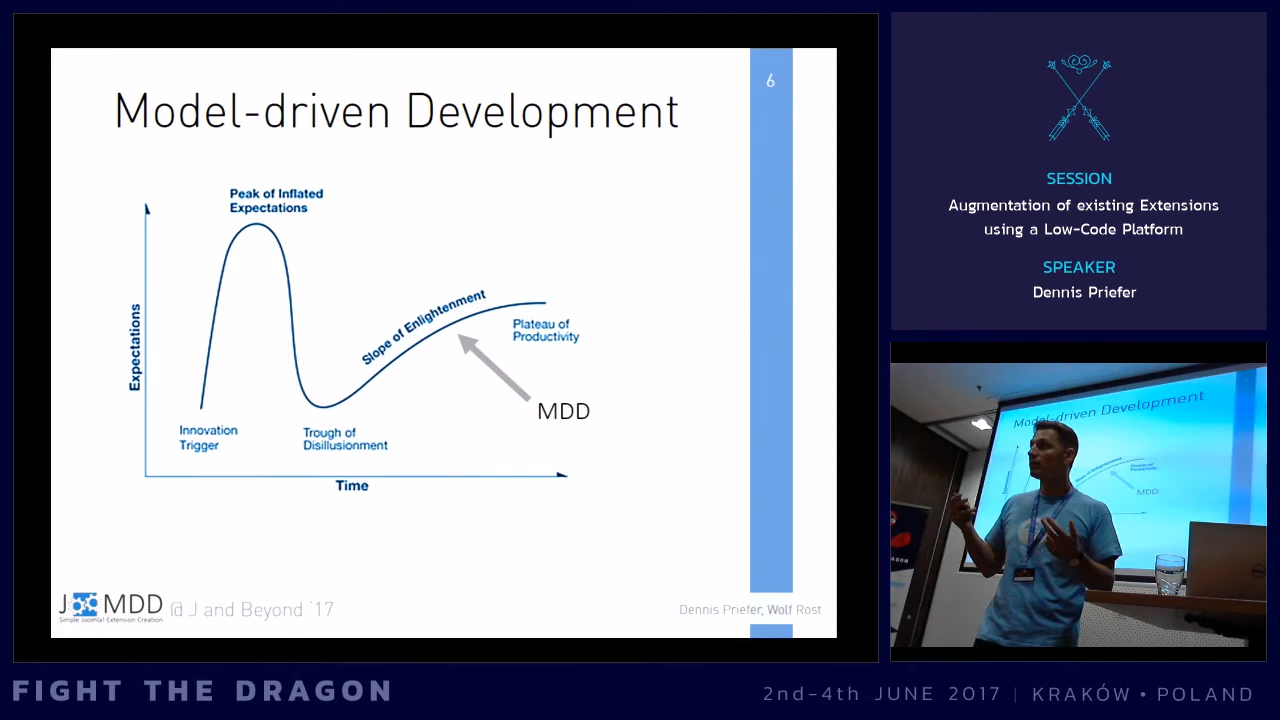 6
Model-driven Development
Peak of Inflated
Expectations
Expectations
Slope of Enlightenment
Plateau of
Productivity
MDD
Innovation
Trigger
Trough of
Disillusionment
Time
J MDD
Simple Joomla! Extension Creation
@ J and Beyond '17
Dennis Priefer, Wolf Rost
SESSION
Augmentation of existing Extensions
using a Low-Code Platform
SPEAKER
Dennis Priefer
Model-driven Development
MDD
FIGHT THE DRAGON
2nd-4th JUNE 2017 | KRAKÓW • POLAND